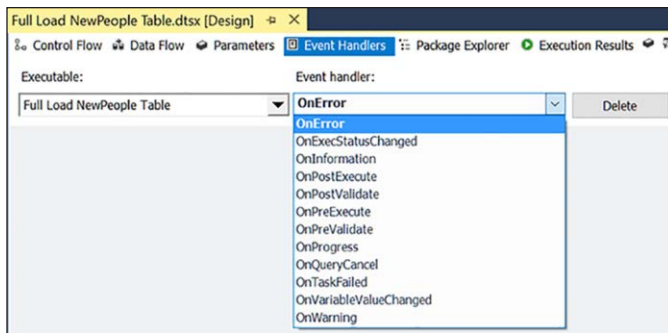 Full Load NewPeople Table.dtsx [Design]
Control Flow Data Flow Parameters Event Handlers Package Explorer Execution Results
Executable: Event handler:
Full Load NewPeople Table OnError Delete
OnError
OnExecStatusChanged
OnInformation
OnPostExecute
OnPostValidate
OnPreExecute
OnPreValidate
OnProgress
OnQueryCancel
OnTaskFailed
OnVariableValueChanged
OnWarning